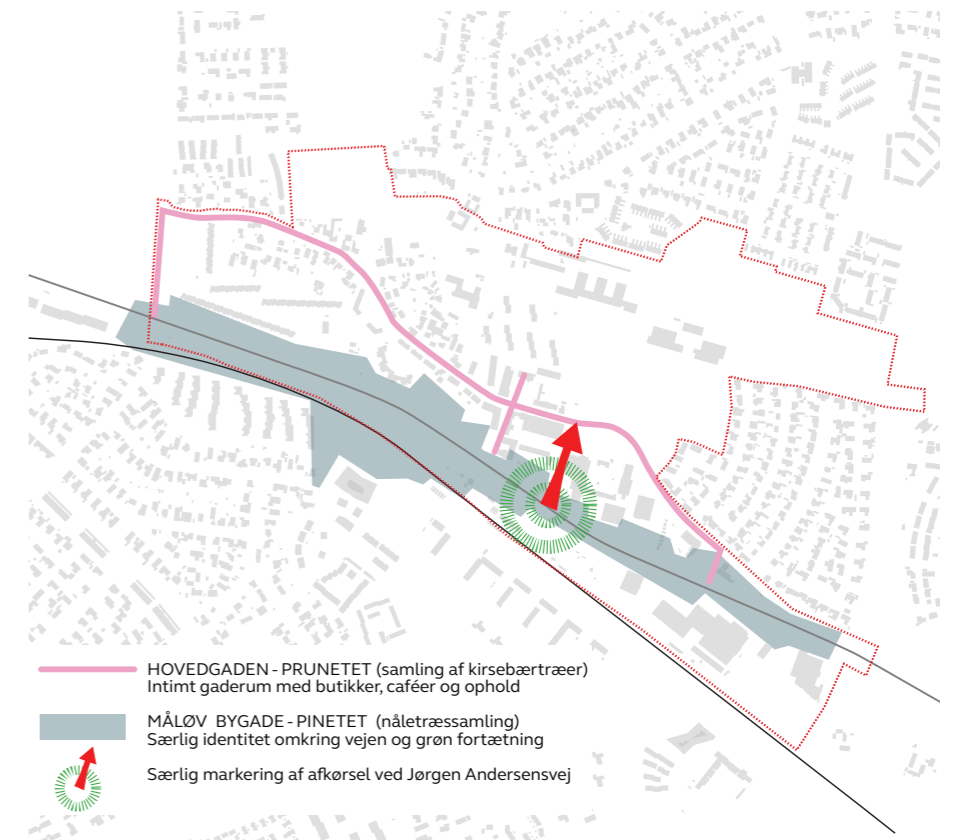 HOVEDGADEN - PRUNETET (samling af kirsebærtræer)
Intimt gaderum med butikker, caféer og ophold
MÅLØV BYGADE - PINETET (nåletræssamling)
Særlig identitet omkring vejen og grøn fortætning
Særlig markering af afkørsel ved Jørgen Andersensvej